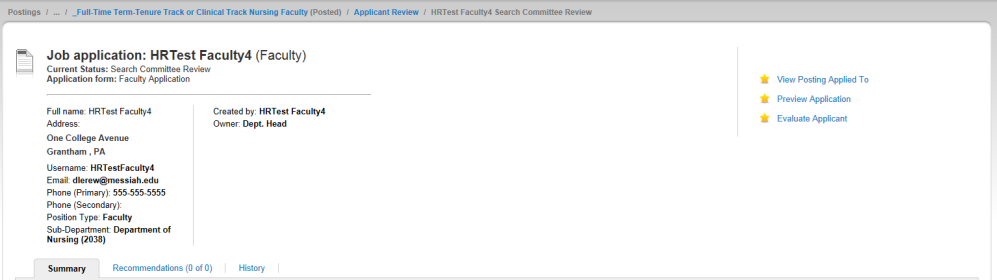 Postings / ... / _Full-Time Term-Tenure Track or Clinical Track Nursing Faculty (Posted) / Applicant Review / HRTest Faculty4 Search Committee Review
Job application: HRTest Faculty4 (Faculty)
Current Status: Search Committee Review
Application form: Faculty Application
Full name: HRTest Faculty4
Address:
One College Avenue
Grantham , PA
Username: HRTestFaculty4
Email: dlerew@messiah.edu
Phone (Primary): 555-555-5555
Phone (Secondary):
Position Type: Faculty
Sub-Department: Department of
Nursing (2038)
Created by: HRTest Faculty4
Owner: Dept. Head
View Posting Applied To
Preview Application
Evaluate Applicant
Summary Recommendations (0 of 0) History